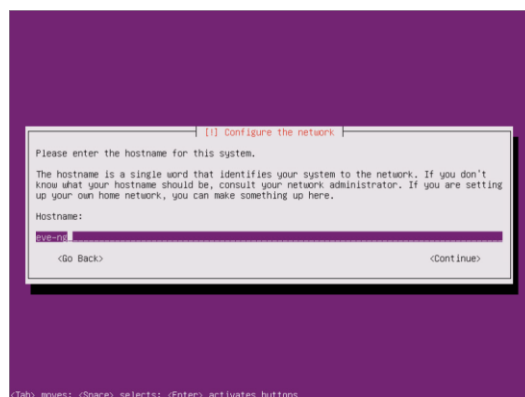 [!] Configure the network
Please enter the hostname for this system.
The hostname is a single word that identifies your system to the network. If you don't
know what your hostname should be, consult your network administrator. If you are setting
up your own home network, you can make something up here.
Hostname:
eve-ng
<Go Back> <Continue>
<Tab> moves; <Space> selects; <Enter> activates buttons